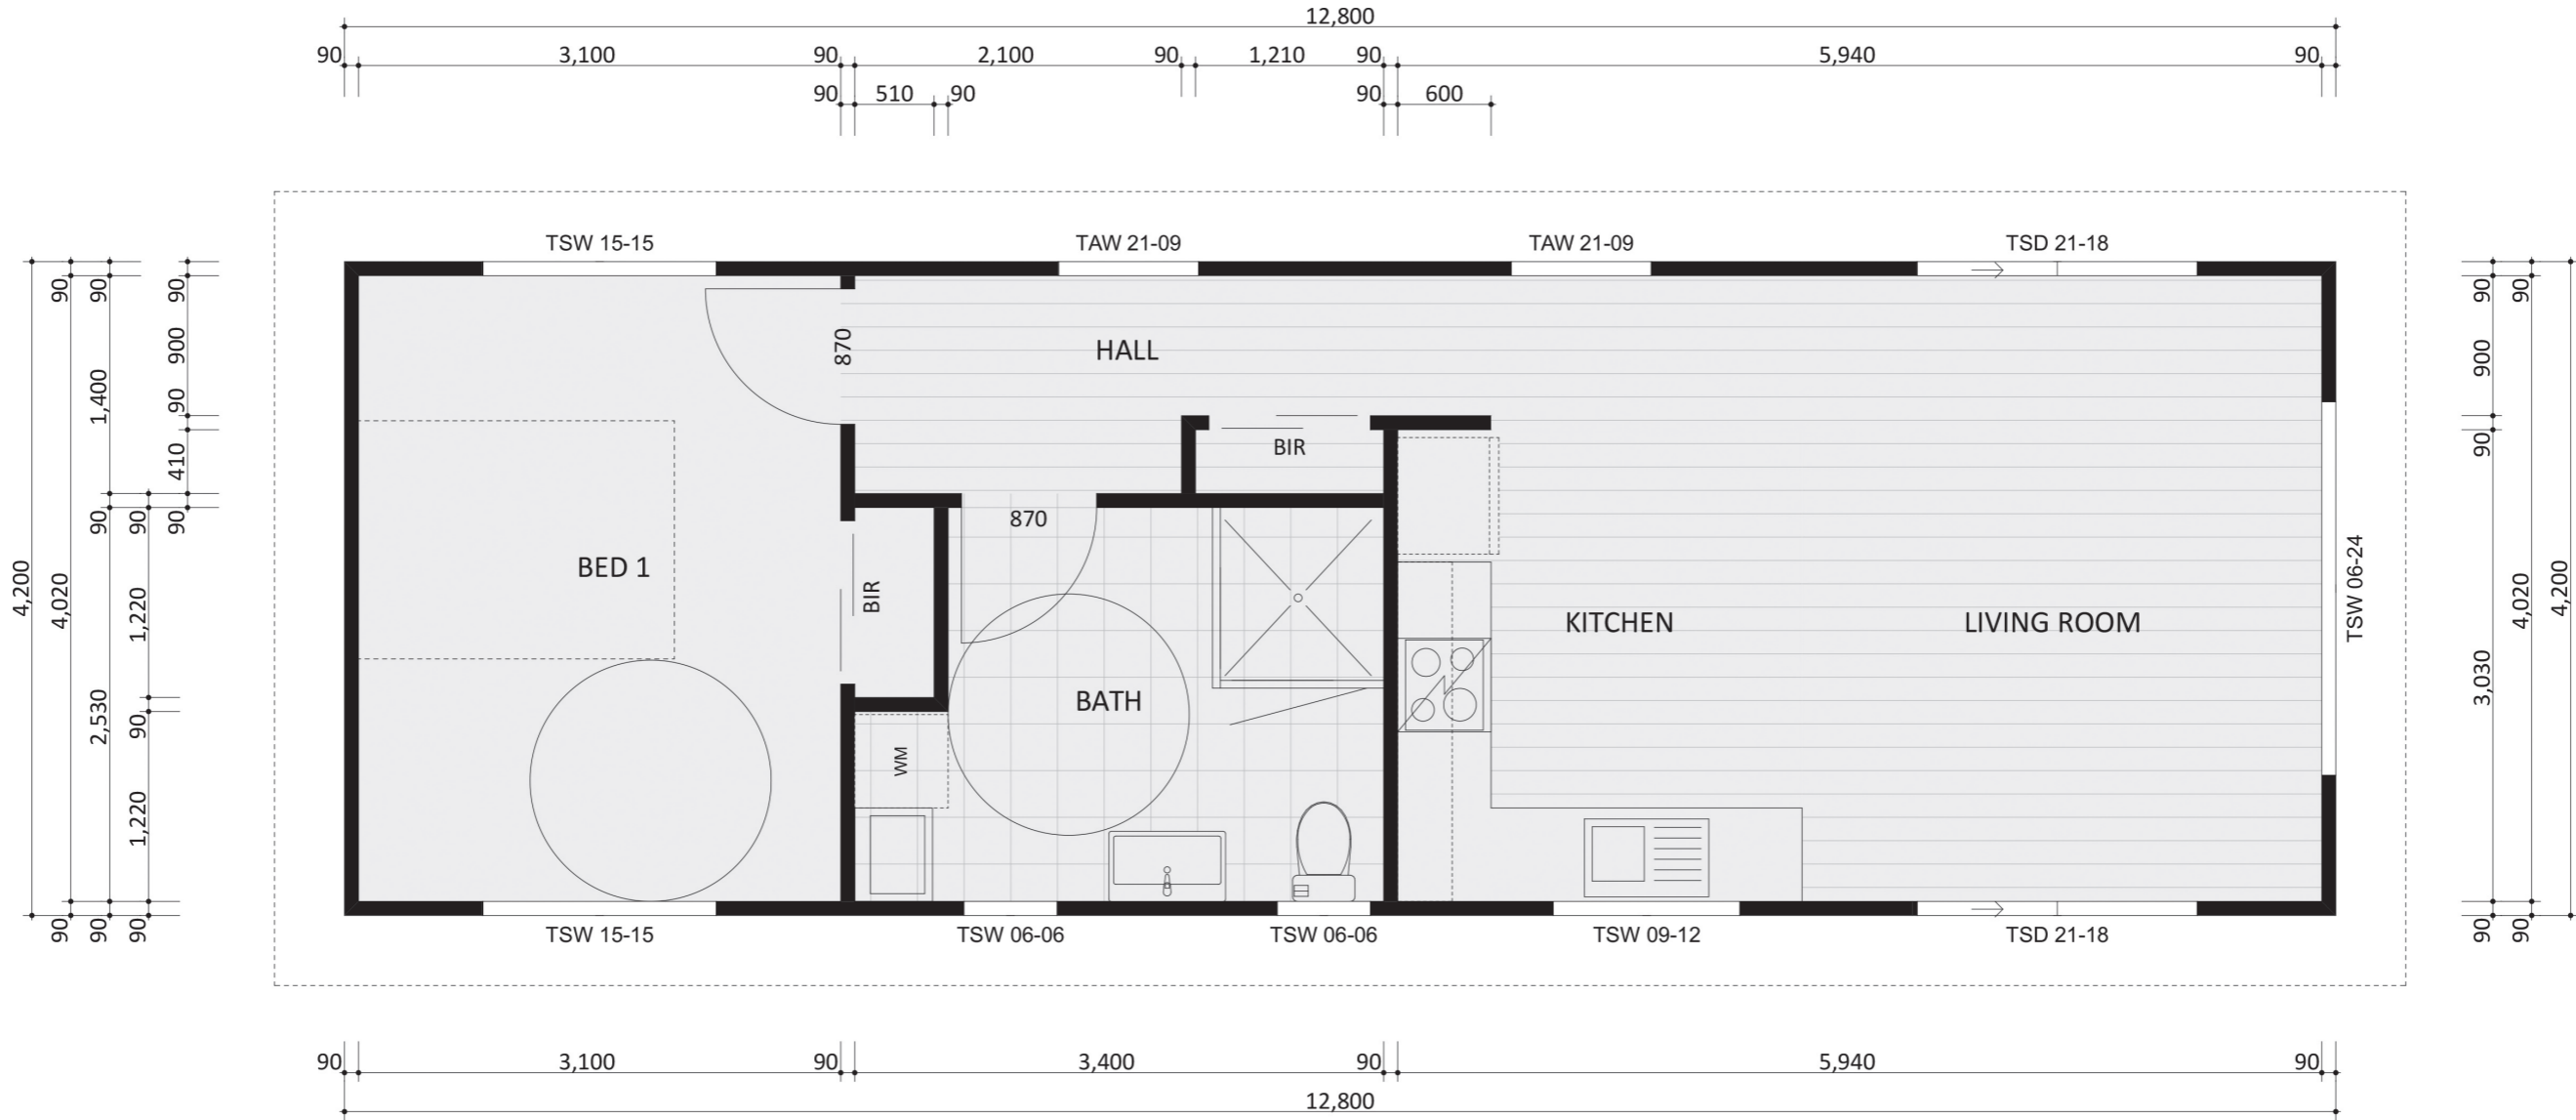 12,800
90 3,100 90 2,100 90 1,210 90 5,940 90
90 510 90 90 600
TSW 15-15 TAW 21-09 TAW 21-09 TSD 21-18
90 90 90 90 90
870 HALL 900 900
1,400 90
BIR 410 90
90 90 90
870
4,200 4,020 BED 1 BIR TSW 06-24 4,020 4,200
1,220 KITCHEN LIVING ROOM
2,530 BATH 3,030
90 WM
1,220
90 90 90 90 90
TSW 15-15 TSW 06-06 TSW 06-06 TSW 09-12 TSD 21-18
90 3,100 90 3,400 90 5,940 90
12,800